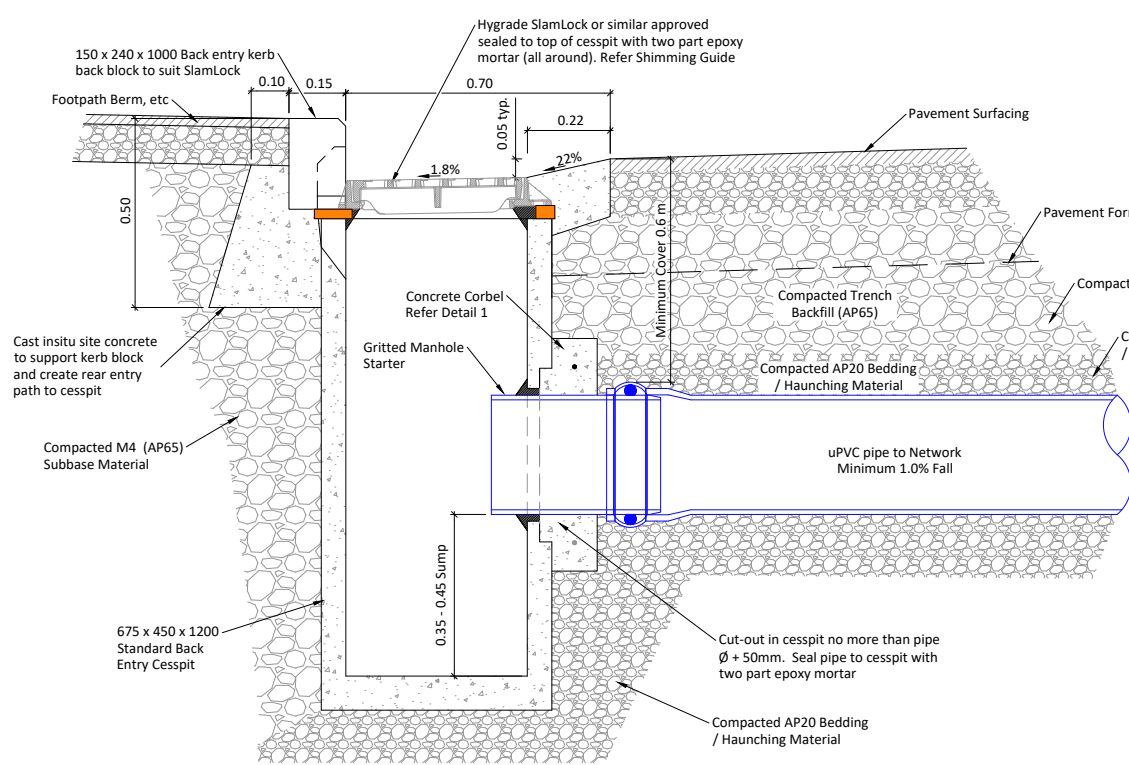 Hygrade SlamLock or similar approved
sealed to top of cesspit with two part epoxy
mortar (all around). Refer Shimming Guide
150 x 240 x 1000 Back entry kerb
back block to suit SlamLock
0.10
0.15
0.70
Footpath Berm, etc
0.05 typ.
0.22
Pavement Surfacing
22%
1.8%
0.50
Minimum Cover 0.6 m
Pavement For
Compacted Trench
Backfill (AP65)
Compact
Concrete Corbel
Refer Detail 1
Cast insitu site concrete
to support kerb block
and create rear entry
path to cesspit
Gritted Manhole
Starter
C
/
Compacted AP20 Bedding
/ Haunching Material
Compacted M4 (AP65)
Subbase Material
uPVC pipe to Network
Minimum 1.0% Fall
0.35 - 0.45 Sump
675 x 450 x 1200
Standard Back
Entry Cesspit
Cut-out in cesspit no more than pipe
Ø + 50mm. Seal pipe to cesspit with
two part epoxy mortar
Compacted AP20 Bedding
/ Haunching Material